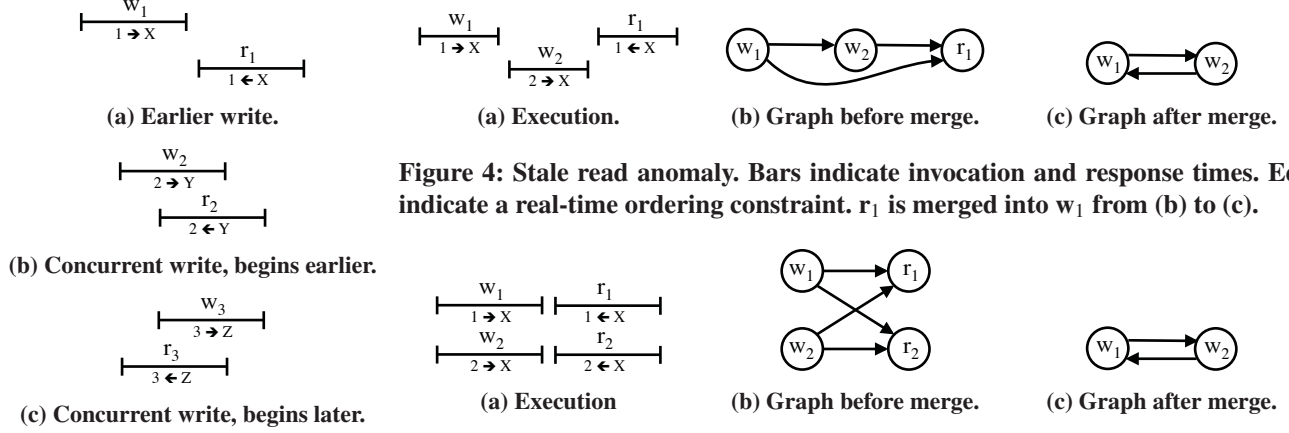 w1
1 → X
r1
1 ← X
(a) Earlier write.
w2
2 → Y
r2
2 ← Y
(b) Concurrent write, begins earlier.
w3
3 → Z
r3
3 ← Z
(c) Concurrent write, begins later.
w1
1 → X
w2
2 → X
r1
1 ← X
(a) Execution.
w1 w2 r1
(b) Graph before merge.
w1 w2
(c) Graph after merge.
Figure 4: Stale read anomaly. Bars indicate invocation and response times.
indicate a real-time ordering constraint. r1 is merged into w1 from (b) to (c).
w1 r1
1 → X 1 ← X
w2 r2
2 → X 2 ← X
(a) Execution
w1 r1
w2 r2
(b) Graph before merge.
w1 w2
(c) Graph after merge.